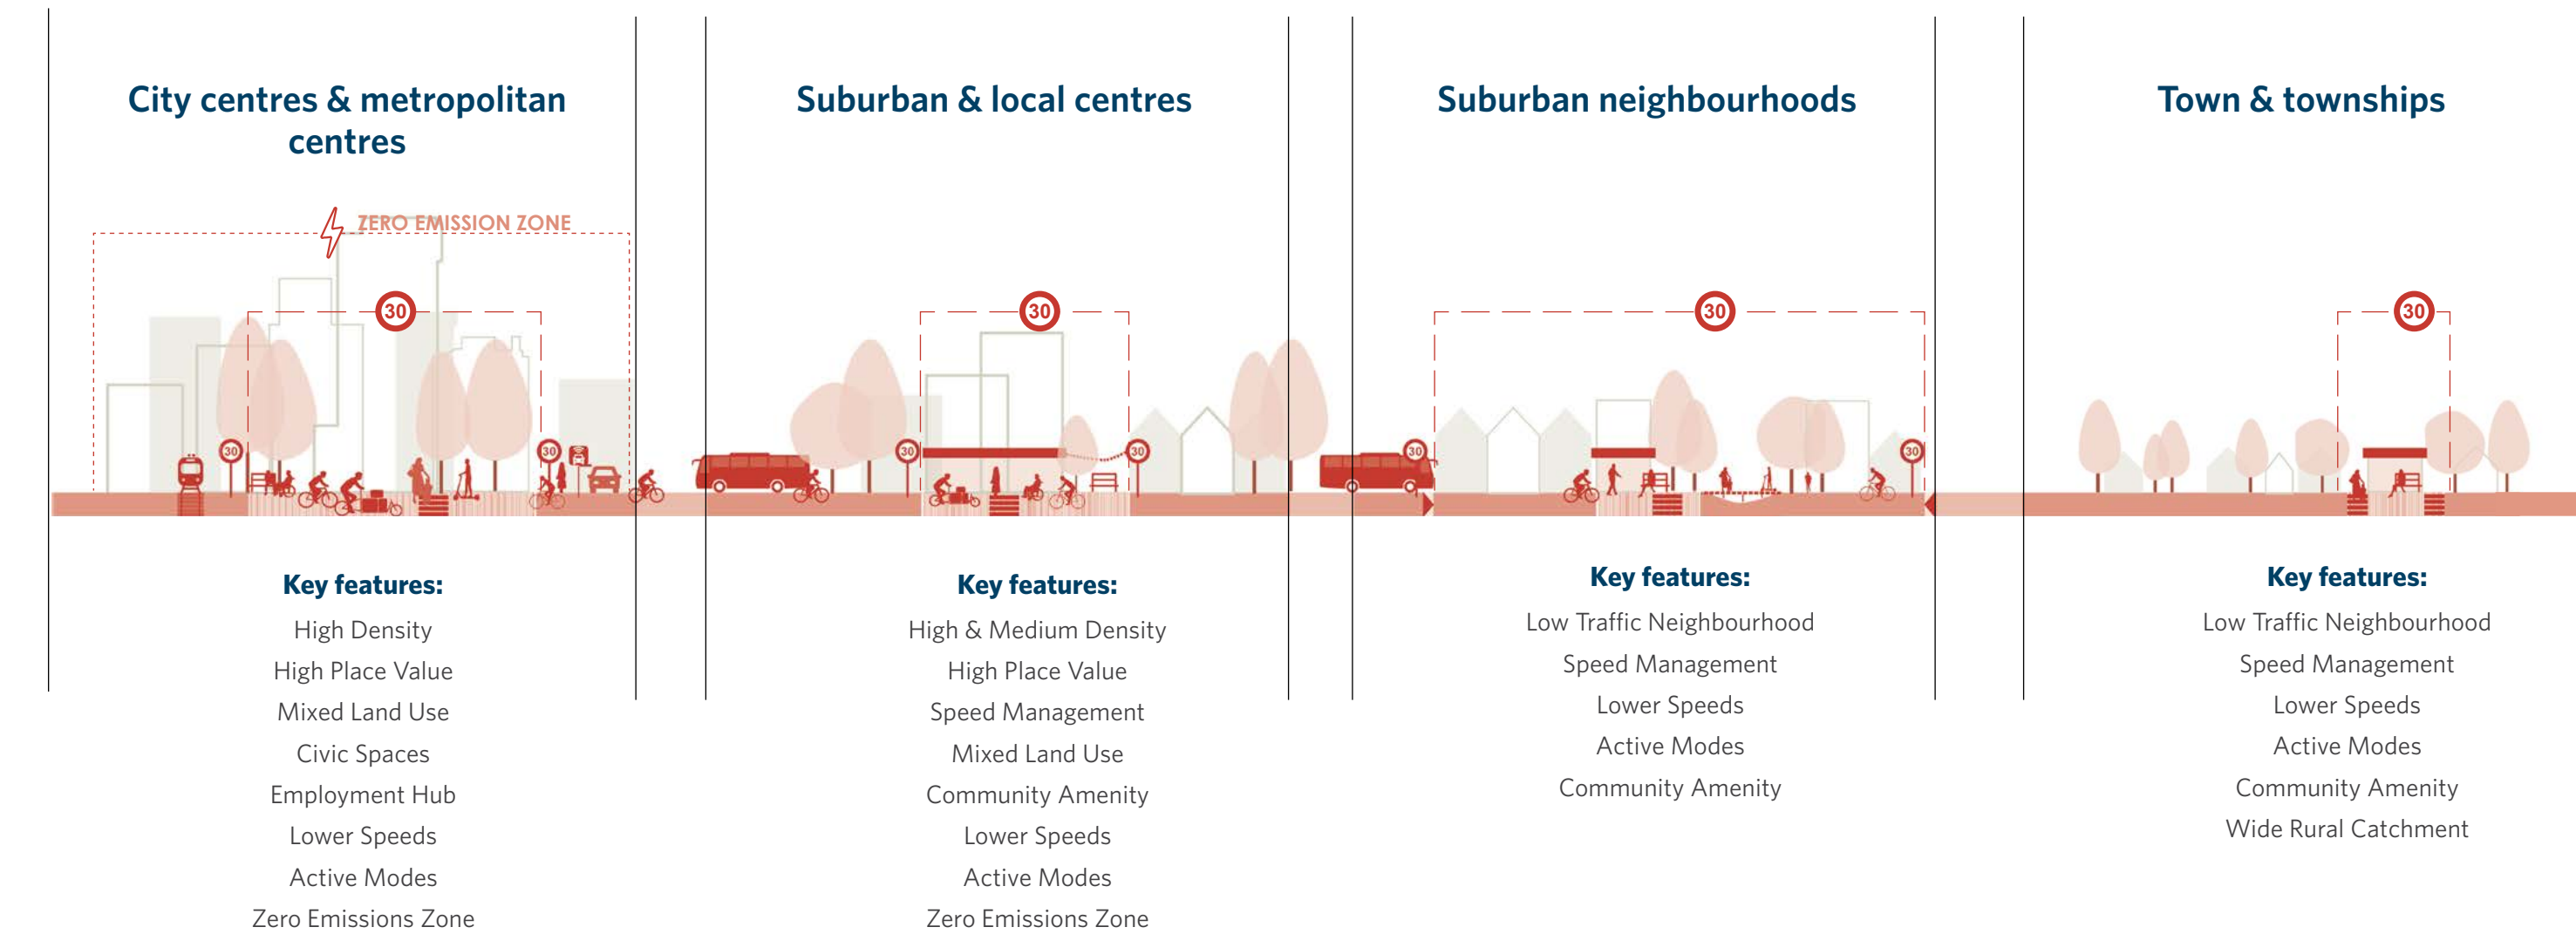 City centres & metropolitan
centres
ZERO EMISSION ZONE
30
30
30
Key features:
High Density
High Place Value
Mixed Land Use
Civic Spaces
Employment Hub
Lower Speeds
Active Modes
Zero Emissions Zone
Suburban & local centres
30
30
30
Key features:
High & Medium Density
High Place Value
Speed Management
Mixed Land Use
Community Amenity
Lower Speeds
Active Modes
Zero Emissions Zone
Suburban neighbourhoods
30
30
30
Key features:
Low Traffic Neighbourhood
Speed Management
Lower Speeds
Active Modes
Community Amenity
Town & townships
30
Key features:
Low Traffic Neighbourhood
Speed Management
Lower Speeds
Active Modes
Community Amenity
Wide Rural Catchment